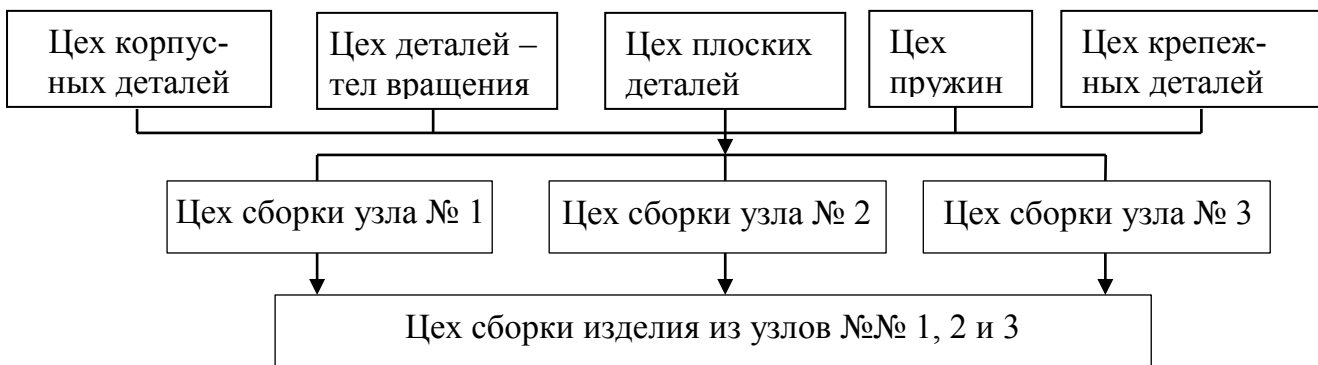 Цех корпус-
ных деталей
Цех деталей –
тел вращения
Цех плоских
деталей
Цех
пружин
Цех крепеж-
ных деталей
Цех сборки узла № 1
Цех сборки узла № 2
Цех сборки узла № 3
Цех сборки изделия из узлов №№ 1, 2 и 3